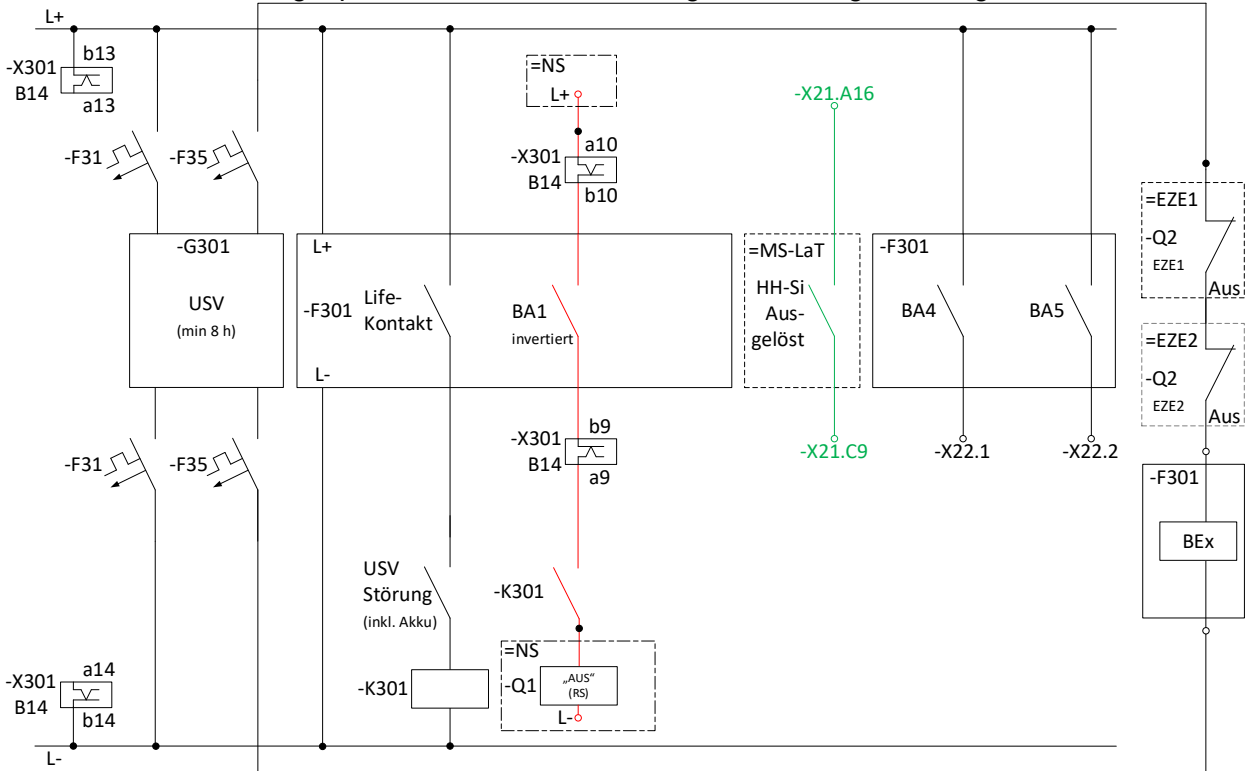 L+
b13
-X301
B14
a13
-F31
-F35
=NS
L+
a10
-X301
B14
b10
-X21.A16
=EZE1
-Q2
EZE1
Aus
-G301
USV
(min 8 h)
L+
-F301
Life-
Kontakt
BA1
invertiert
L-
=MS-LaT
HH-Si
Aus-
gelöst
-F301
BA4
BA5
=EZE2
-Q2
EZE2
Aus
-F31
-F35
b9
-X301
B14
a9
-X21.C9
-X22.1
-X22.2
-F301
BEx
USV
Störung
(inkl. Akku)
-K301
-K301
=NS
-Q1
„AUS“
(RS)
L-
a14
-X301
B14
b14
L-